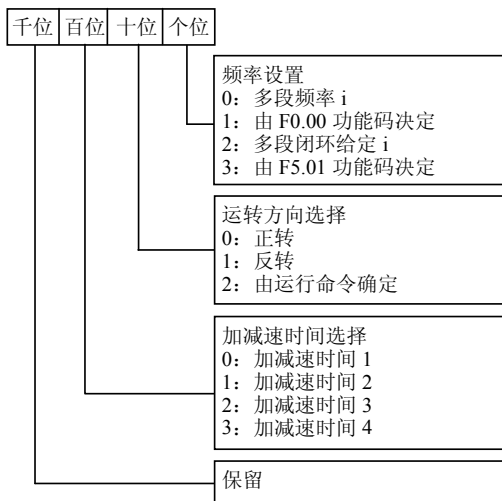 千位 百位 十位 个位
频率设置
0：多段频率 i
1：由 F0.00 功能码决定
2：多段闭环给定 i
3：由 F5.01 功能码决定
运转方向选择
0：正转
1：反转
2：由运行命令确定
加减速时间选择
0：加减速时间 1
1：加减速时间 2
2：加减速时间 3
3：加减速时间 4
保留